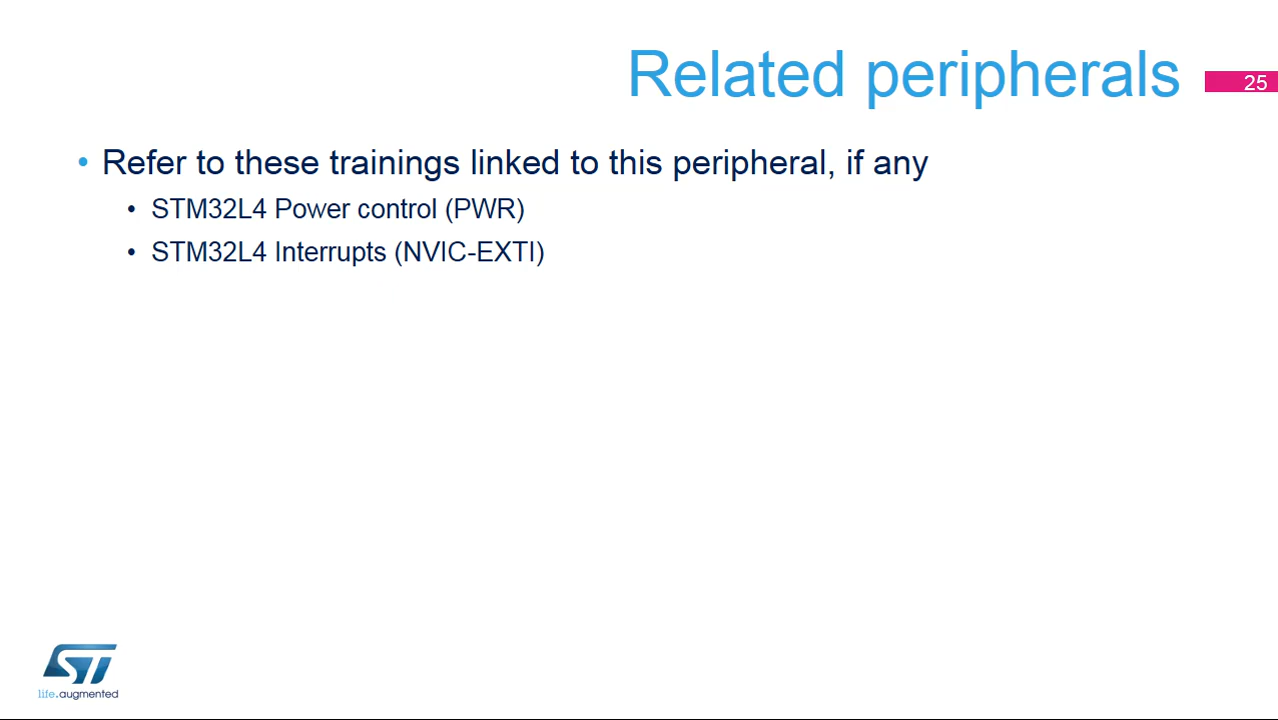 Related peripherals
25
• Refer to these trainings linked to this peripheral, if any
• STM32L4 Power control (PWR)
• STM32L4 Interrupts (NVIC-EXTI)
ST
life.augmented